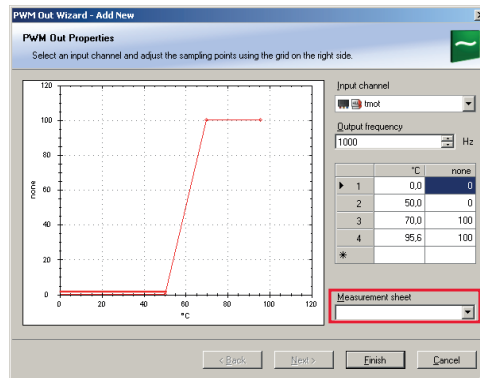 PWM Out Wizard - Add New
PWM Out Properties
Select an input channel and adjust the sampling points using the grid on the right side.
120
100
80
60
40
20
0
none
0 20 40 60 80 100 120
°C
Input channel
tmot
Output frequency
1000 Hz
°C none
1 0,0 0
2 50,0 0
3 70,0 100
4 95,6 100
*
Measurement sheet
< Back Next > Finish Cancel